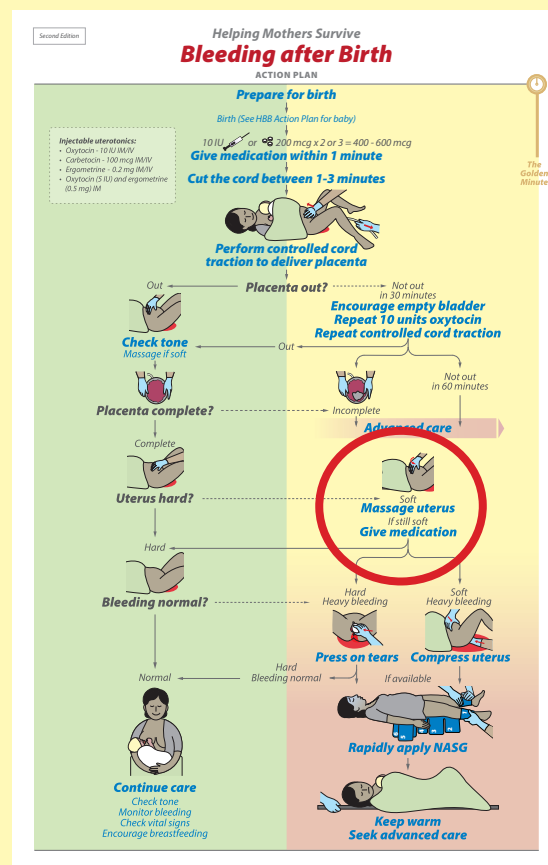 Second Edition
Helping Mothers Survive
Bleeding after Birth
ACTION PLAN
Prepare for birth
Birth (See HBB Action Plan for baby)
Injectable uterotonics:
• Oxytocin - 10 IU IM/IV
• Carbetocin - 100 mcg IM/IV
• Ergometrine – 0.2 mg IM/IV
• Oxytocin (5 IU) and ergometrine
(0.5 mg) IM
10 IU or 200 mcg x 2 or 3 = 400 - 600 mcg
Give medication within 1 minute
The
Golden
Minute
Cut the cord between 1-3 minutes
Perform controlled cord
traction to deliver placenta
Out
Placenta out?
Not out
in 30 minutes
Encourage empty bladder
Repeat 10 units oxytocin
Repeat controlled cord traction
Check tone
Massage if soft
Out
Not out
in 60 minutes
Placenta complete?
Incomplete
Advanced care
Complete
Uterus hard?
Soft
Massage uterus
If still soft
Give medication
Hard
Bleeding normal?
Hard
Heavy bleeding
Soft
Heavy bleeding
Press on tears
Compress uterus
Hard
Bleeding normal
Normal
If available
Rapidly apply NASG
Continue care
Check tone
Monitor bleeding
Check vital signs
Encourage breastfeeding
Keep warm
Seek advanced care